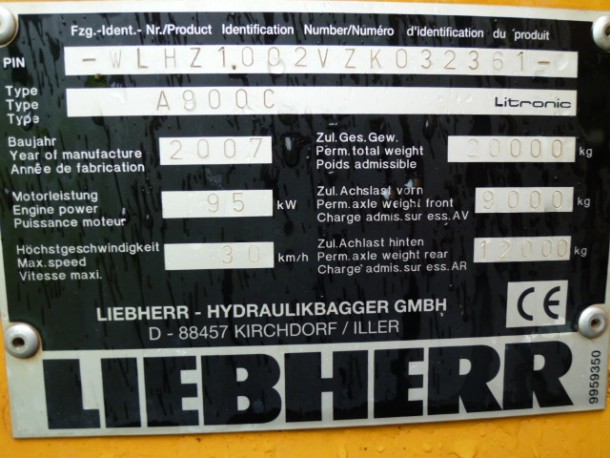 Fzg.-Ident.- Nr./Product Identification Number/Numéro d'identification du produit
PIN - WLHZ1002VZK032361 -
Type
Type A900C Litronic
Type
Baujahr
Year of manufacture 2007
Année de fabrication
Zul.Ges.Gew.
Perm.total weight 20000 kg
Poids admissible
Motorleistung
Engine power 95 kW
Puissance moteur
Zul.Achslast vorn
Perm.axle weight front 9000 kg
Charge admis.sur ess.AV
Höchstgeschwindigkeit
Max.speed 30 km/h
Vitesse maxi.
Zul.Achlast hinten
Perm.axle weight rear 12000 kg
Charge admis.sur ess.AR
LIEBHERR - HYDRAULIKBAGGER GMBH
D - 88457 KIRCHDORF / ILLER
CE
LIEBHERR
9959350